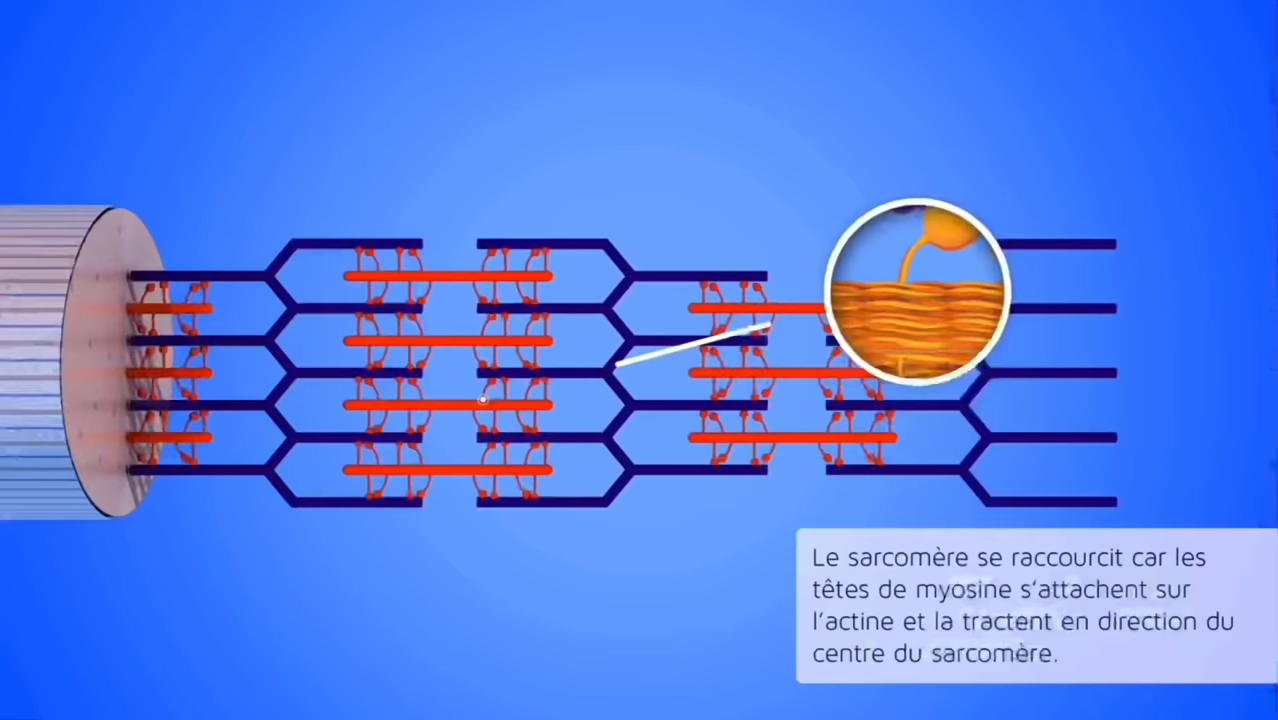 Le sarcomère se raccourcit car les
têtes de myosine s'attachent sur
l'actine et la tractent en direction du
centre du sarcomère.